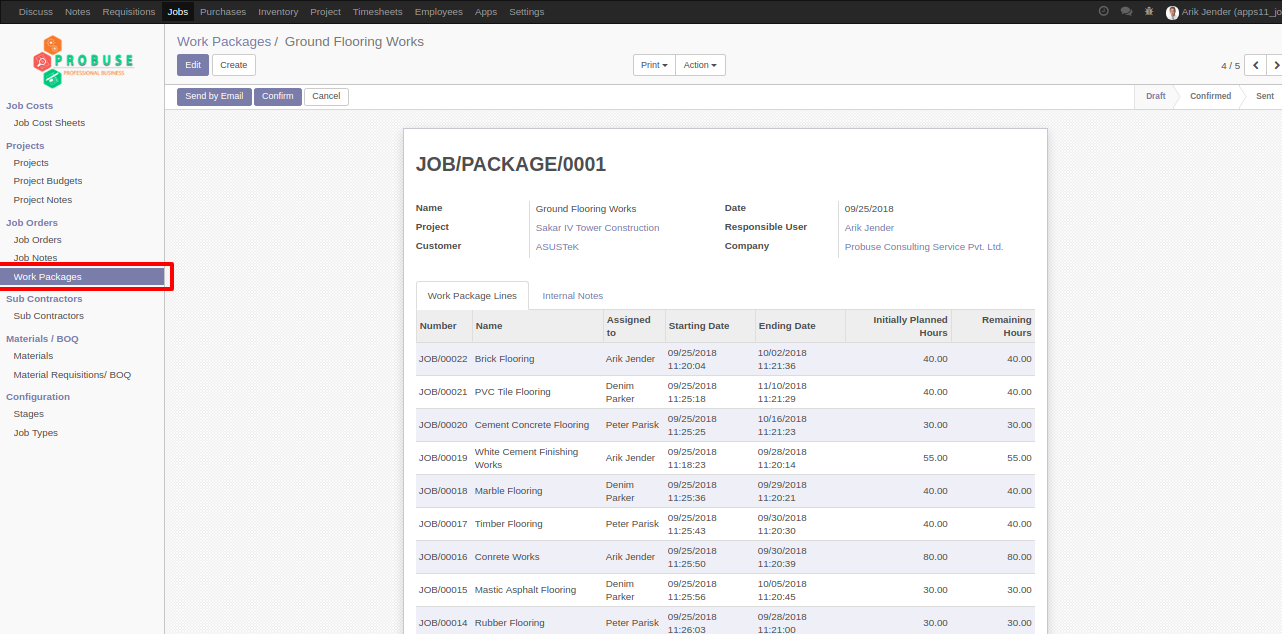 Discuss Notes Requisitions Jobs Purchases Inventory Project Timesheets Employees Apps Settings Arik Jender (apps11_jo
PROBUSE
PROFESSIONAL BUSINESS
Job Costs
Job Cost Sheets
Projects
Projects
Project Budgets
Project Notes
Job Orders
Job Orders
Job Notes
Work Packages
Sub Contractors
Sub Contractors
Materials / BOQ
Materials
Material Requisitions/ BOQ
Configuration
Stages
Job Types
Work Packages / Ground Flooring Works
Edit Create Print Action 4 / 5
Send by Email Confirm Cancel Draft Confirmed Sent
JOB/PACKAGE/0001
Name Ground Flooring Works Date 09/25/2018
Project Sakar IV Tower Construction Responsible User Arik Jender
Customer ASUSTeK Company Probuse Consulting Service Pvt. Ltd.
Work Package Lines Internal Notes
Number Name Assigned to Starting Date Ending Date Initially Planned Hours Remaining Hours
JOB/00022 Brick Flooring Arik Jender 09/25/2018 11:20:04 10/02/2018 11:21:36 40.00 40.00
JOB/00021 PVC Tile Flooring Denim Parker 09/25/2018 11:25:18 11/10/2018 11:21:29 40.00 40.00
JOB/00020 Cement Concrete Flooring Peter Parisk 09/25/2018 11:25:25 10/16/2018 11:21:23 30.00 30.00
JOB/00019 White Cement Finishing Works Arik Jender 09/25/2018 11:18:23 09/28/2018 11:20:14 55.00 55.00
JOB/00018 Marble Flooring Denim Parker 09/25/2018 11:25:36 09/29/2018 11:20:21 40.00 40.00
JOB/00017 Timber Flooring Peter Parisk 09/25/2018 11:25:43 09/30/2018 11:20:30 40.00 40.00
JOB/00016 Conrete Works Arik Jender 09/25/2018 11:25:50 09/30/2018 11:20:39 80.00 80.00
JOB/00015 Mastic Asphalt Flooring Denim Parker 09/25/2018 11:25:56 10/05/2018 11:20:45 30.00 30.00
JOB/00014 Rubber Flooring Peter Parisk 09/25/2018 11:26:03 09/28/2018 11:21:00 30.00 30.00